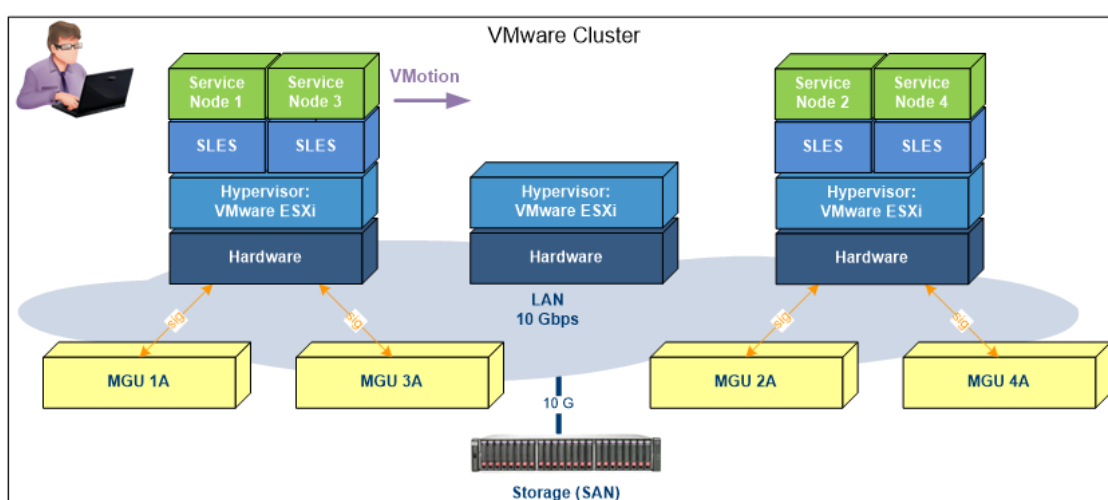 VMware Cluster
Service
Node 1
Service
Node 3
VMotion
Service
Node 2
Service
Node 4
SLES
SLES
SLES
SLES
Hypervisor:
VMware ESXi
Hypervisor:
VMware ESXi
Hypervisor:
VMware ESXi
Hardware
Hardware
Hardware
LAN
10 Gbps
sig
sig
sig
sig
MGU 1A
MGU 3A
MGU 2A
MGU 4A
10 G
Storage (SAN)